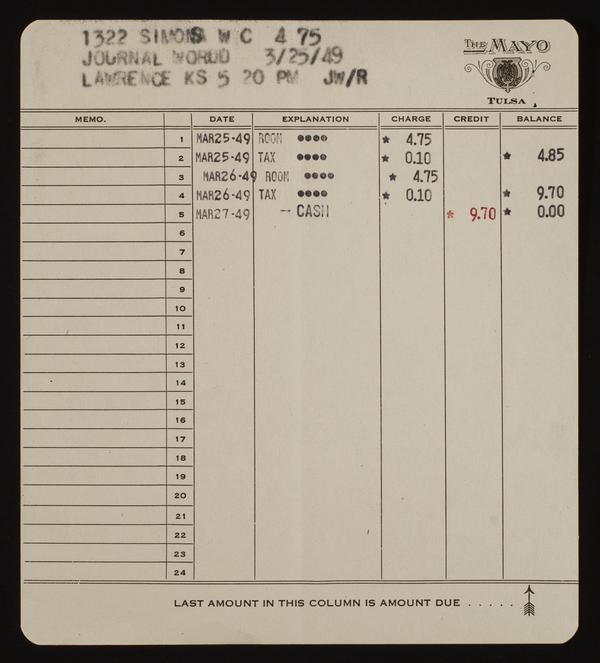 1322 SIMONS W C 4 75
JOURNAL WORLD 3/25/49
LAWRENCE KS 5 20 PM JW/R
THE MAYO
TULSA
MEMO. DATE EXPLANATION CHARGE CREDIT BALANCE
1 MAR25-49 ROOM •••• * 4.75
2 MAR25-49 TAX •••• * 0.10 * 4.85
3 MAR26-49 ROOM •••• * 4.75
4 MAR26-49 TAX •••• * 0.10 * 9.70
5 MAR27-49 -- CASH * 9.70 * 0.00
6
7
8
9
10
11
12
13
14
15
16
17
18
19
20
21
22
23
24
LAST AMOUNT IN THIS COLUMN IS AMOUNT DUE . . . . . .